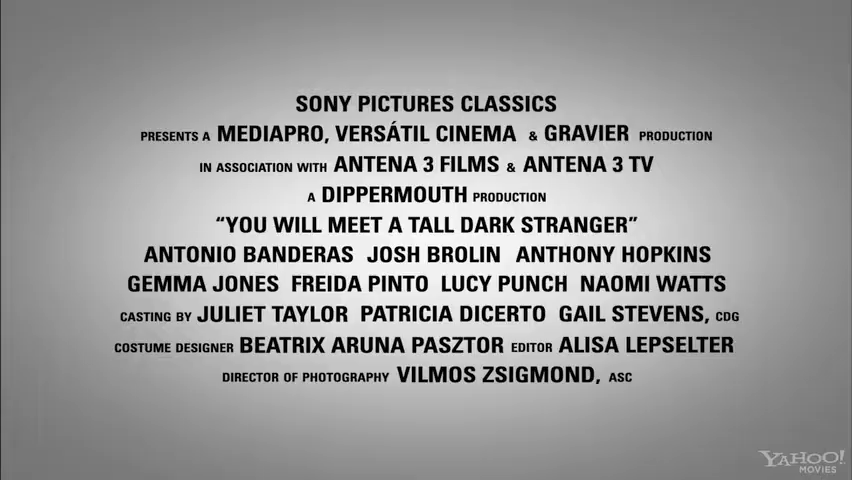 SONY PICTURES CLASSICS
PRESENTS A MEDIAPRO, VERSÁTIL CINEMA & GRAVIER PRODUCTION
IN ASSOCIATION WITH ANTENA 3 FILMS & ANTENA 3 TV
A DIPPERMOUTH PRODUCTION
“YOU WILL MEET A TALL DARK STRANGER”
ANTONIO BANDERAS JOSH BROLIN ANTHONY HOPKINS
GEMMA JONES FREIDA PINTO LUCY PUNCH NAOMI WATTS
CASTING BY JULIET TAYLOR PATRICIA DICERTO GAIL STEVENS, CDG
COSTUME DESIGNER BEATRIX ARUNA PASZTOR EDITOR ALISA LEPSELTER
DIRECTOR OF PHOTOGRAPHY VILMOS ZSIGMOND, ASC
YAHOO!
MOVIES